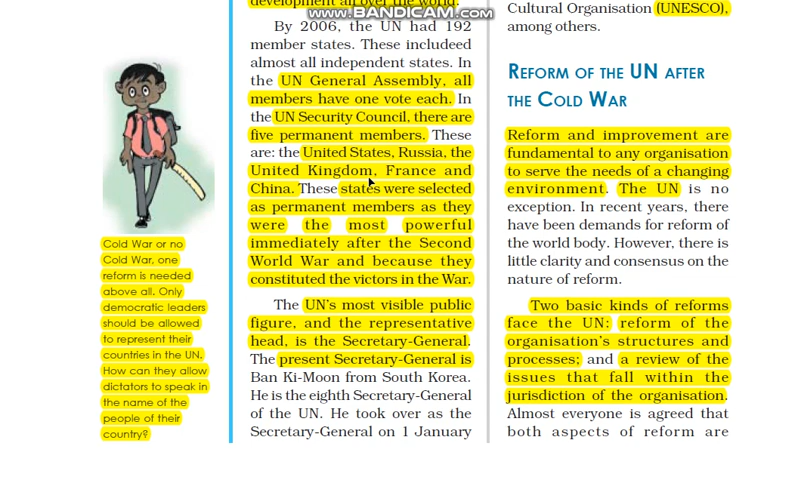 www.BANDICAM.com
Cold War or no
Cold War, one
reform is needed
above all. Only
democratic leaders
should be allowed
to represent their
countries in the UN.
How can they allow
dictators to speak in
the name of the
people of their
country?
development all over the world.
By 2006, the UN had 192
member states. These includeed
almost all independent states. In
the UN General Assembly, all
members have one vote each. In
the UN Security Council, there are
five permanent members. These
are: the United States, Russia, the
United Kingdom, France and
China. These states were selected
as permanent members as they
were the most powerful
immediately after the Second
World War and because they
constituted the victors in the War.
The UN's most visible public
figure, and the representative
head, is the Secretary-General.
The present Secretary-General is
Ban Ki-Moon from South Korea.
He is the eighth Secretary-General
of the UN. He took over as the
Secretary-General on 1 January
Cultural Organisation (UNESCO),
among others.
REFORM OF THE UN AFTER
THE COLD WAR
Reform and improvement are
fundamental to any organisation
to serve the needs of a changing
environment. The UN is no
exception. In recent years, there
have been demands for reform of
the world body. However, there is
little clarity and consensus on the
nature of reform.
Two basic kinds of reforms
face the UN: reform of the
organisation's structures and
processes; and a review of the
issues that fall within the
jurisdiction of the organisation.
Almost everyone is agreed that
both aspects of reform are